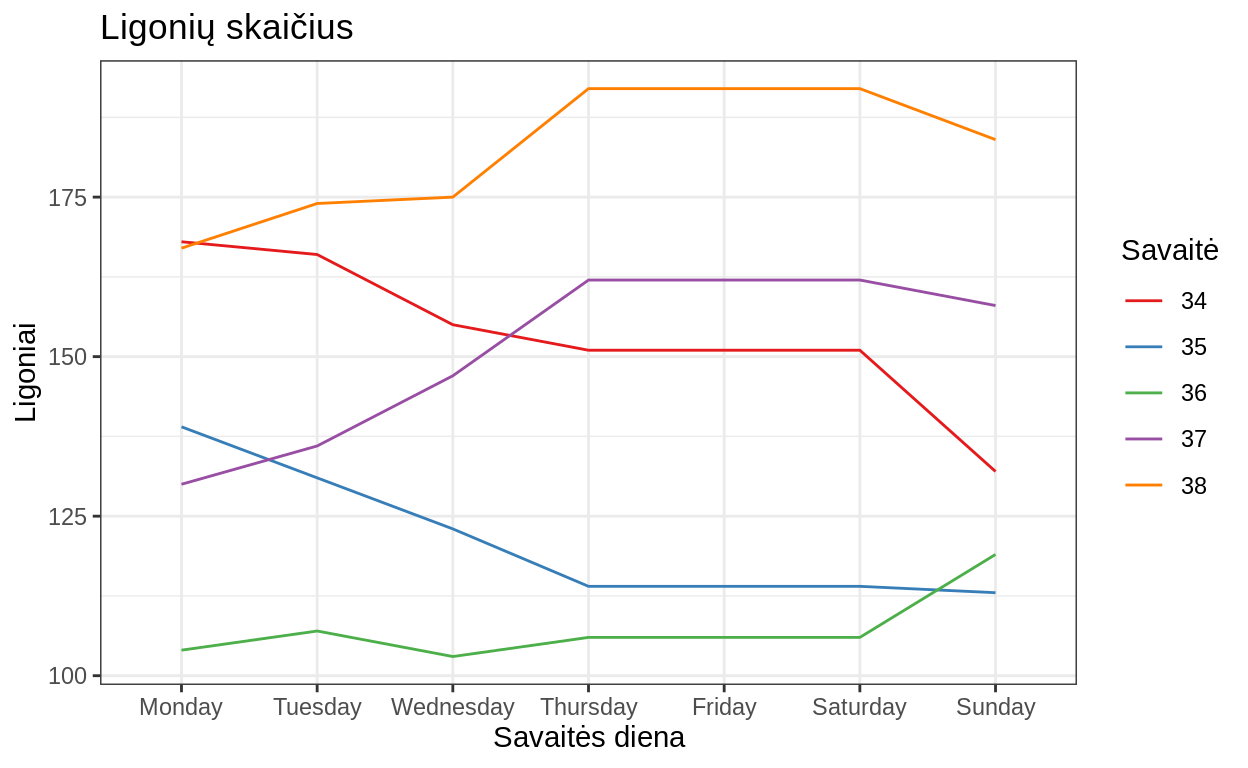 Ligonių skaičius
Ligoniai
175
150
125
100
Monday Tuesday Wednesday Thursday Friday Saturday Sunday
Savaitės diena
Savaitė
34
35
36
37
38